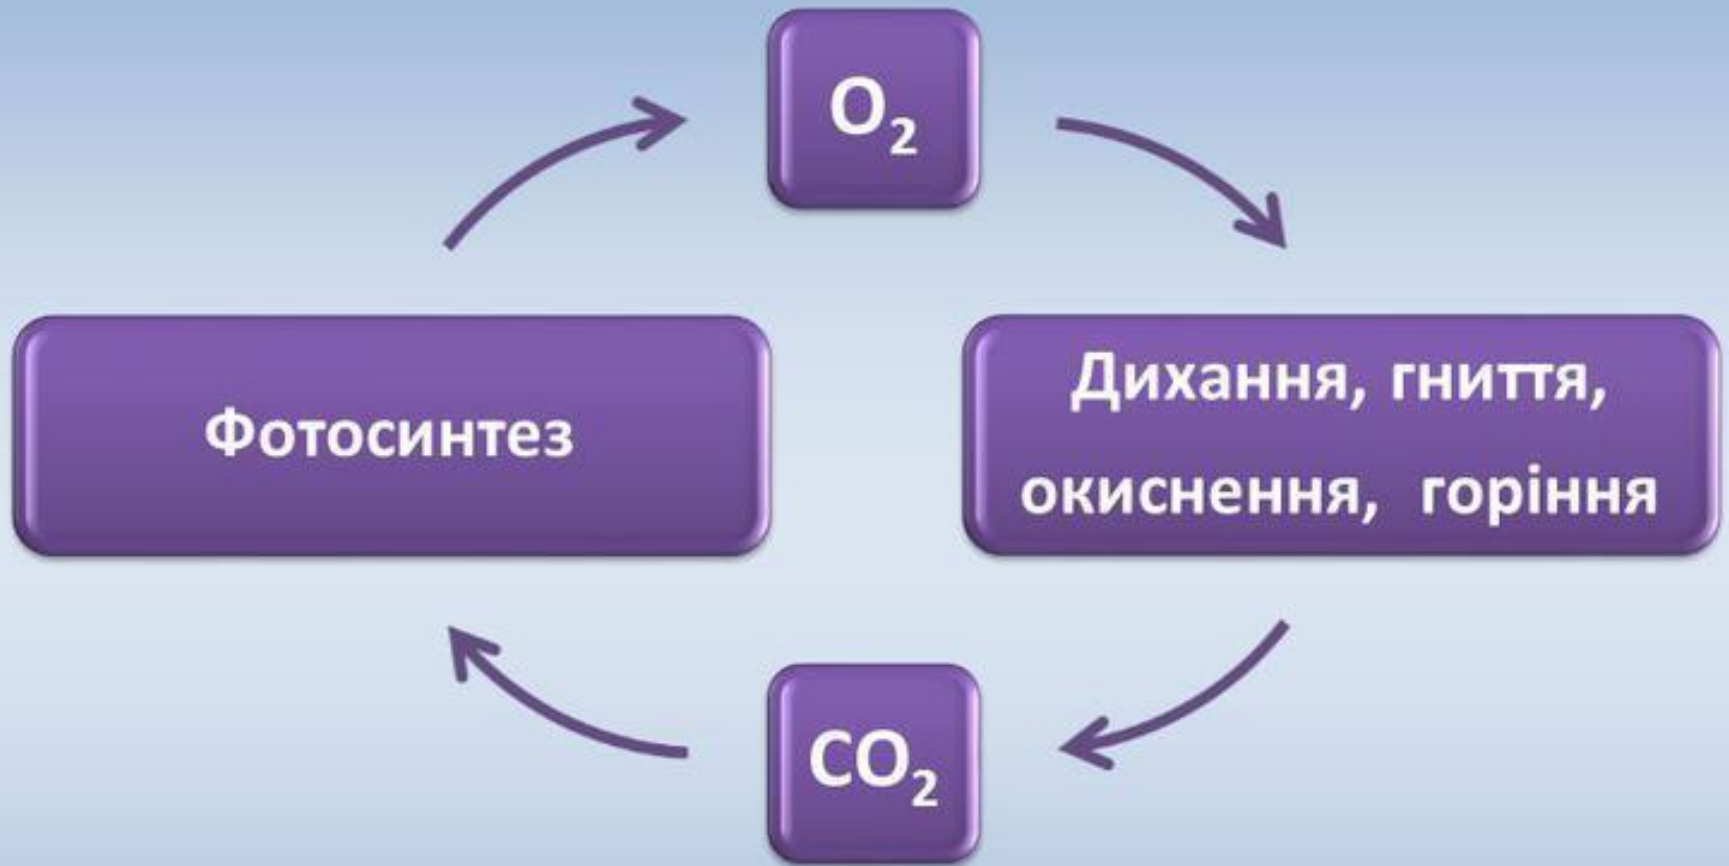 O₂
Фотосинтез
Дихання, гниття,
окиснення, горіння
CO₂